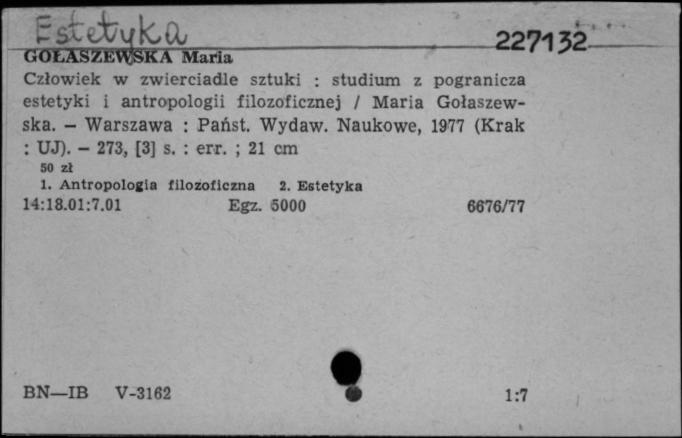 Estetyka
227132
GOŁASZEWSKA Maria
Człowiek w zwierciadle sztuki : studium z pogranicza
estetyki i antropologii filozoficznej / Maria Gołaszew-
ska. — Warszawa : Państ. Wydaw. Naukowe, 1977 (Krak
: UJ). — 273, [3] s. : err. ; 21 cm
50 zł
1. Antropologia filozoficzna 2. Estetyka
14:18.01:7.01 Egz. 5000 6676/77
BN—IB V-3162 1:7